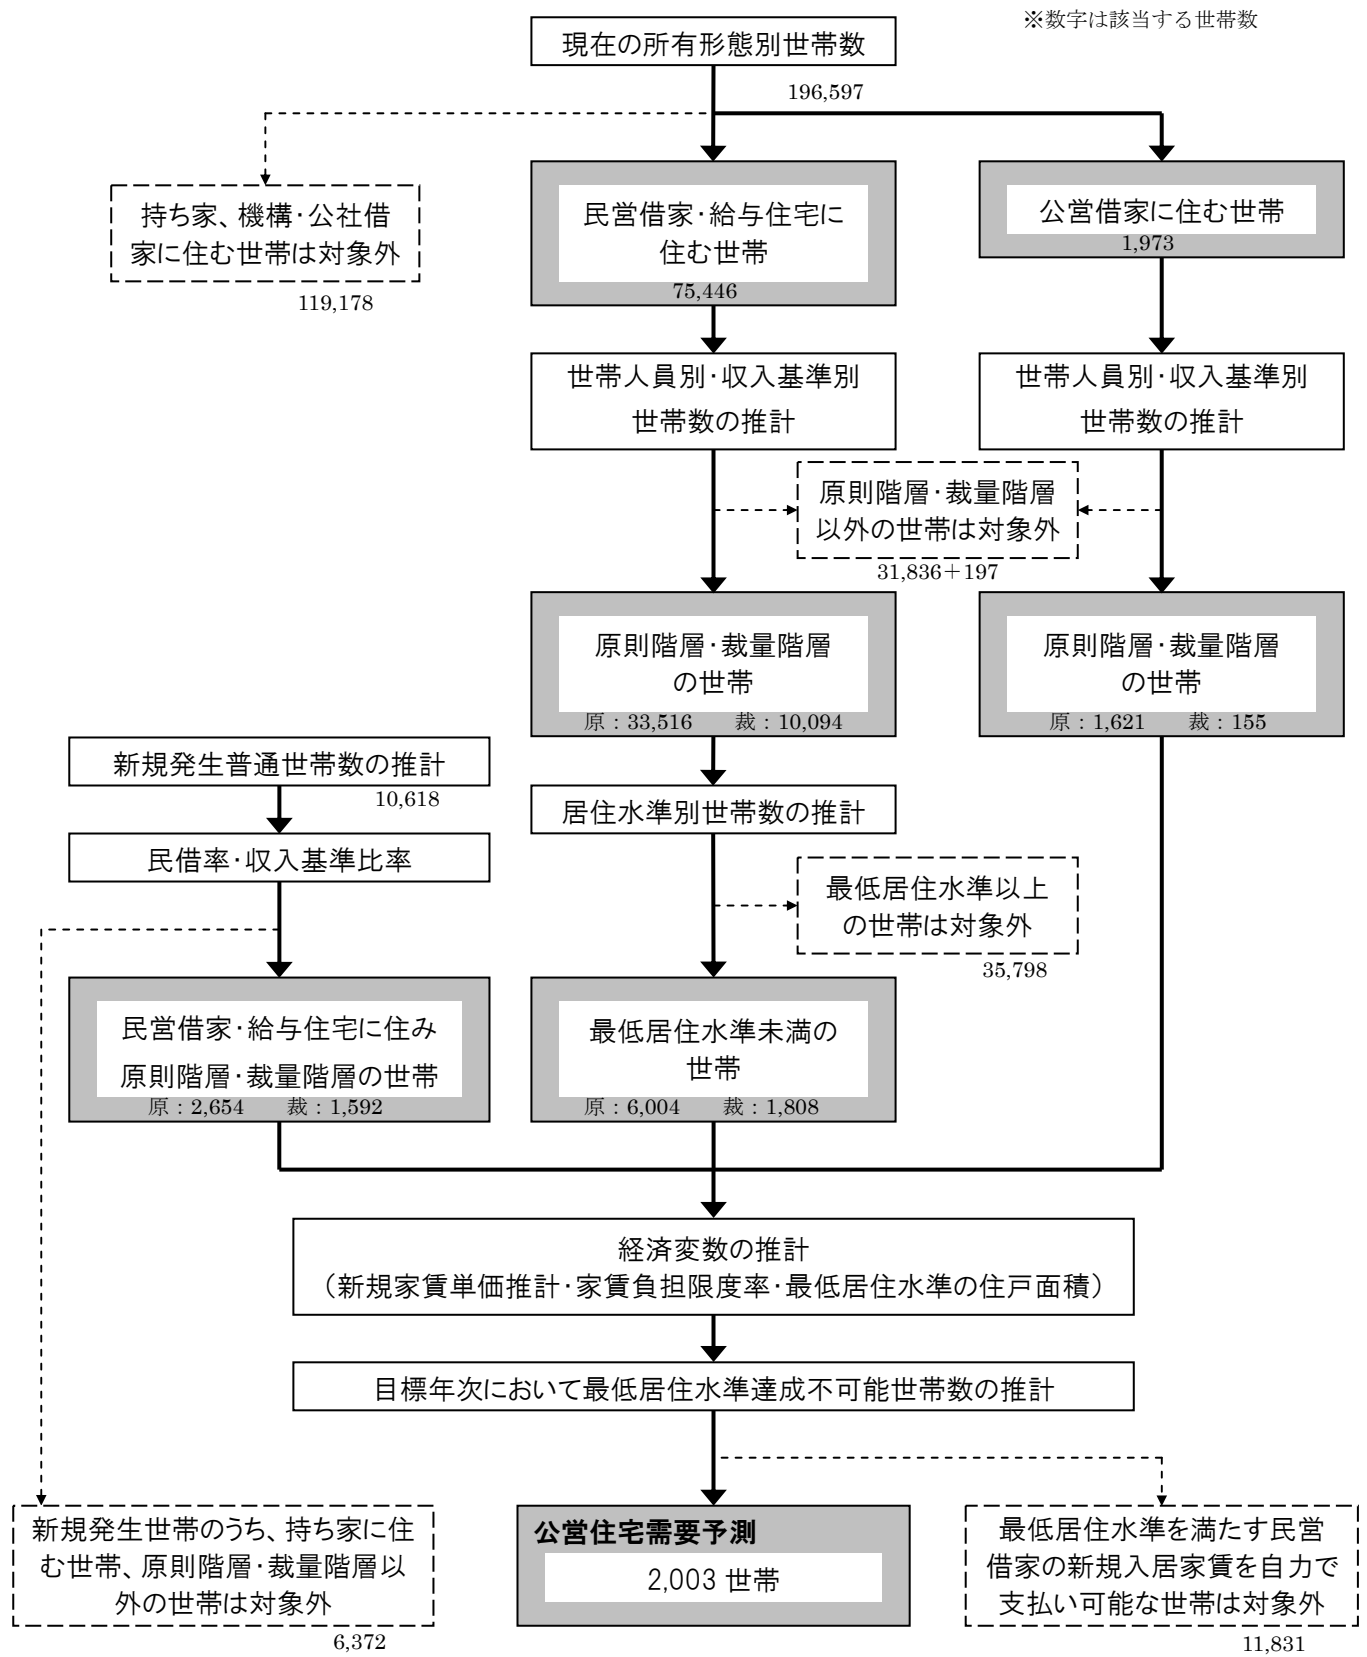 ※数字は該当する世帯数
現在の所有形態別世帯数
196,597
持ち家、機構・公社借
家に住む世帯は対象外
119,178
民営借家・給与住宅に
住む世帯
75,446
公営借家に住む世帯
1,973
世帯人員別・収入基準別
世帯数の推計
世帯人員別・収入基準別
世帯数の推計
原則階層・裁量階層
以外の世帯は対象外
31,836＋197
原則階層・裁量階層
の世帯
原：33,516　裁：10,094
原則階層・裁量階層
の世帯
原：1,621　裁：155
新規発生普通世帯数の推計
10,618
民借率・収入基準比率
居住水準別世帯数の推計
最低居住水準以上
の世帯は対象外
35,798
民営借家・給与住宅に住み
原則階層・裁量階層の世帯
原：2,654　裁：1,592
最低居住水準未満の
世帯
原：6,004　裁：1,808
経済変数の推計
（新規家賃単価推計・家賃負担限度率・最低居住水準の住戸面積）
目標年次において最低居住水準達成不可能世帯数の推計
新規発生世帯のうち、持ち家に住
む世帯、原則階層・裁量階層以
外の世帯は対象外
6,372
公営住宅需要予測
2,003 世帯
最低居住水準を満たす民営
借家の新規入居家賃を自力で
支払い可能な世帯は対象外
11,831